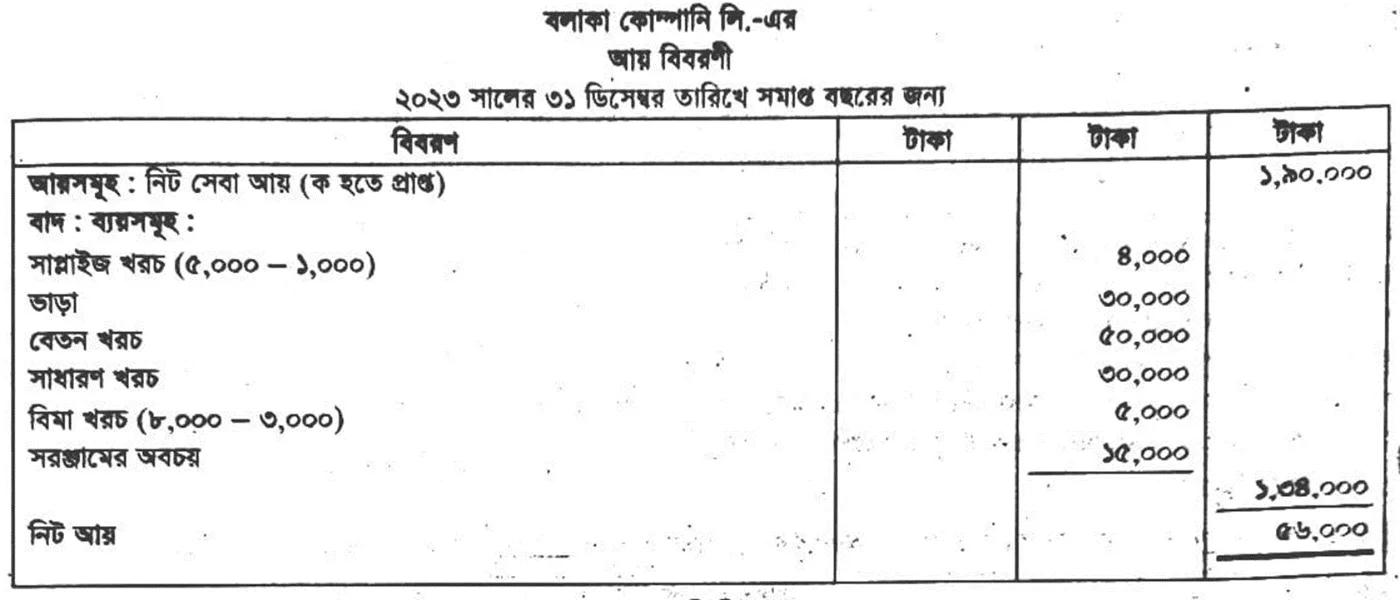 বলাকা কোম্পানি লি.-এর
আয় বিবরণী
২০২৩ সালের ৩১ ডিসেম্বর তারিখে সমাপ্ত বছরের জন্য
বিবরণ টাকা টাকা টাকা
আয়সমূহ : নিট সেবা আয় (ক হতে প্রাপ্ত) ১,৯০,০০০
বাদ : ব্যয়সমূহ :
সাপ্লাইজ খরচ (৫,০০০ – ১,০০০) ৪,০০০
ভাড়া ৩০,০০০
বেতন খরচ ৫০,০০০
সাধারণ খরচ ৩০,০০০
বিমা খরচ (৮,০০০ – ৩,০০০) ৫,০০০
সরঞ্জামের অবচয় ১৫,০০০
১,৩৪,০০০
নিট আয় ৫৬,০০০